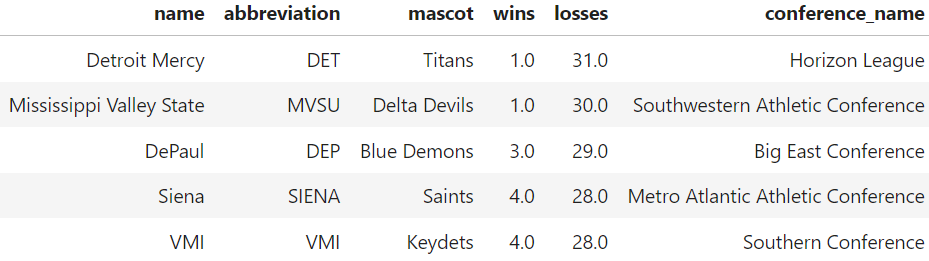 name abbreviation mascot wins losses conference_name
Detroit Mercy DET Titans 1.0 31.0 Horizon League
Mississippi Valley State MVSU Delta Devils 1.0 30.0 Southwestern Athletic Conference
DePaul DEP Blue Demons 3.0 29.0 Big East Conference
Siena SIENA Saints 4.0 28.0 Metro Atlantic Athletic Conference
VMI VMI Keydets 4.0 28.0 Southern Conference